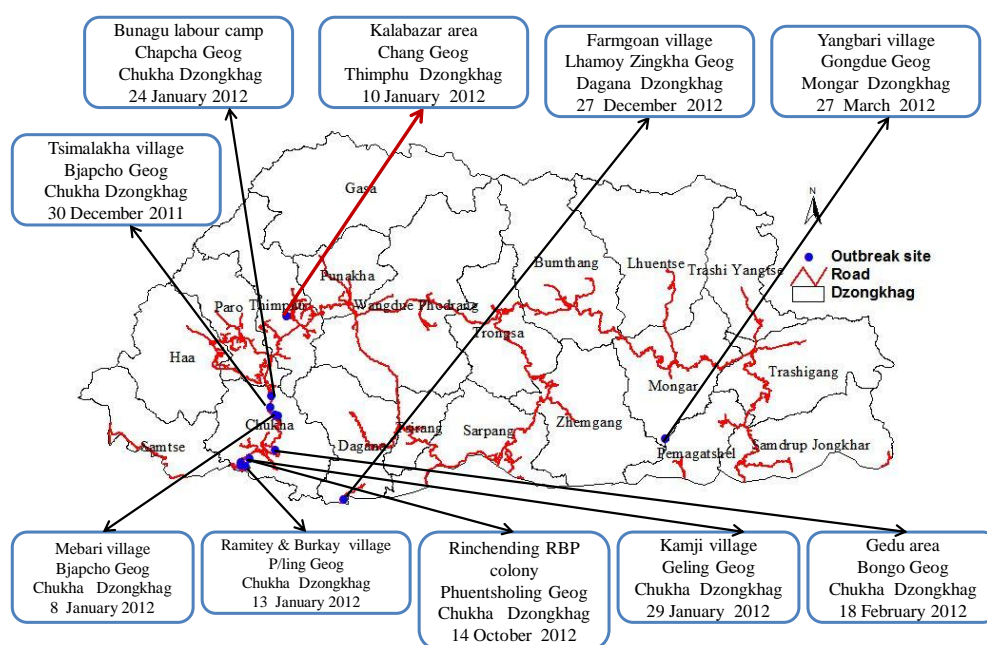 Bunagu labour camp
Chapcha Geog
Chukha Dzongkhag
24 January 2012
Kalabazar area
Chang Geog
Thimphu Dzongkhag
10 January 2012
Farmgoan village
Lhamoy Zingkha Geog
Dagana Dzongkhag
27 December 2012
Yangbari village
Gongdue Geog
Mongar Dzongkhag
27 March 2012
Tsimalakha village
Bjapcho Geog
Chukha Dzongkhag
30 December 2011
Gasa
N
Outbreak site
Road
Dzongkhag
Punakha
Bumthang
Lhuentse
Trashi Yangtse
Paro
Thimphu
Wangdue Phodrang
Trongsa
Haa
Mongar
Trashigang
Chukha
Samtse
Dagana
Tsirang
Sarpang
Zhemgang
Pemagatshel
Samdrup Jongkhar
Mebari village
Bjapcho Geog
Chukha Dzongkhag
8 January 2012
Ramitey & Burkay village
P/ling Geog
Chukha Dzongkhag
13 January 2012
Rinchending RBP
colony
Phuentsholing Geog
Chukha Dzongkhag
14 October 2012
Kamji village
Geling Geog
Chukha Dzongkhag
29 January 2012
Gedu area
Bongo Geog
Chukha Dzongkhag
18 February 2012